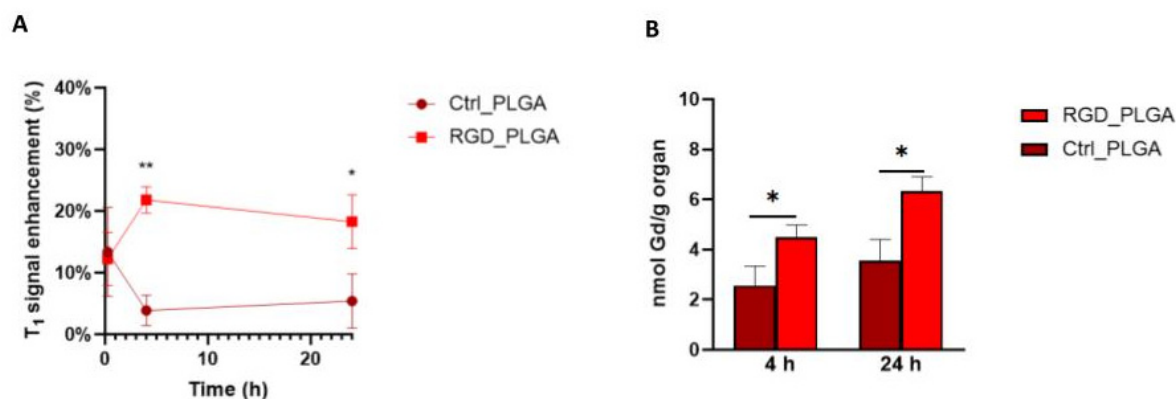 A
T1 signal enhancement (%)
40%
30%
20%
10%
0%
**
*
0
10
20
Time (h)
Ctrl_PLGA
RGD_PLGA
B
nmol Gd/g organ
10
8
6
4
2
0
*
*
4 h
24 h
RGD_PLGA
Ctrl_PLGA